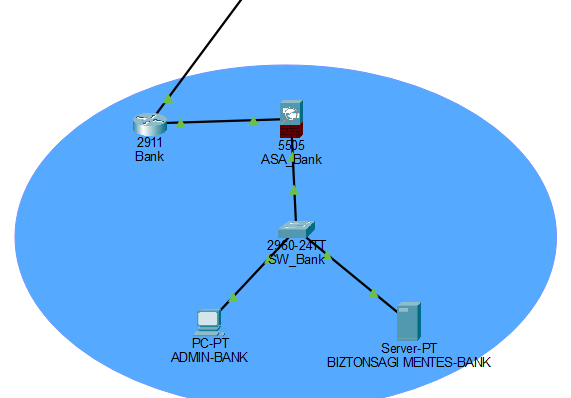 2911
Bank
5505
ASA_Bank
2960-24TT
SW_Bank
PC-PT
ADMIN-BANK
Server-PT
BIZTONSAGI MENTES-BANK